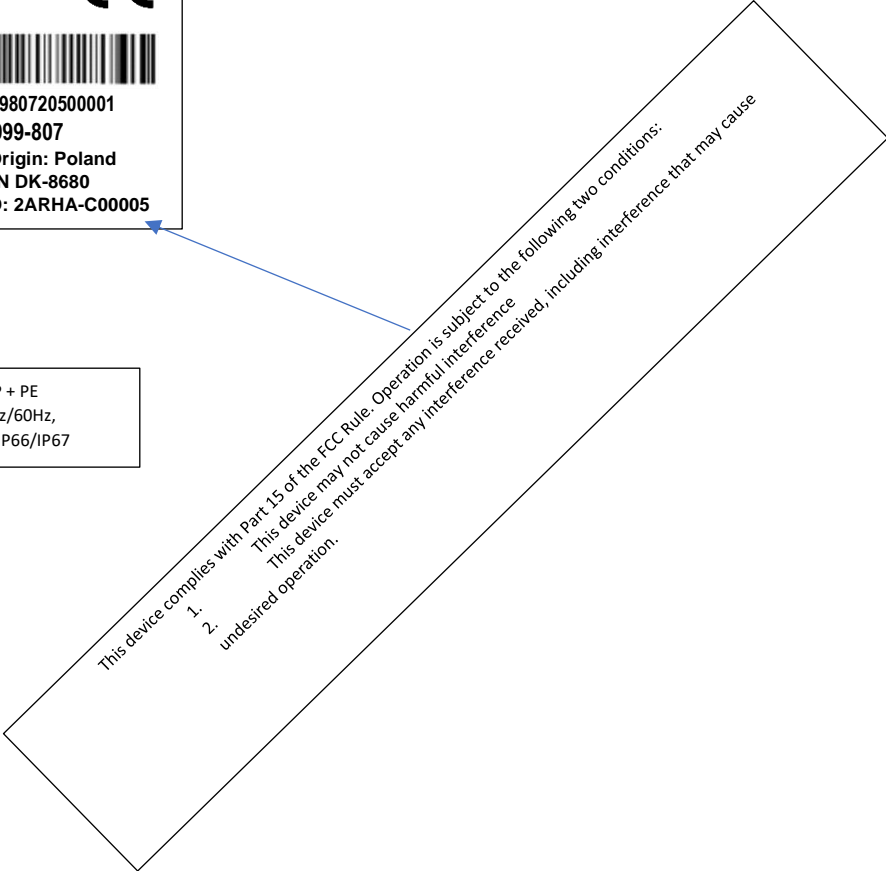 980720500001
099-807
Origin: Poland
N DK-8680
: 2ARHA-C00005
+ PE
z/60Hz,
IP66/IP67
This device complies with Part 15 of the FCC Rule. Operation is subject to the following two conditions:
1. This device may not cause harmful interference
2. This device must accept any interference received, including interference that may cause
undesired operation.